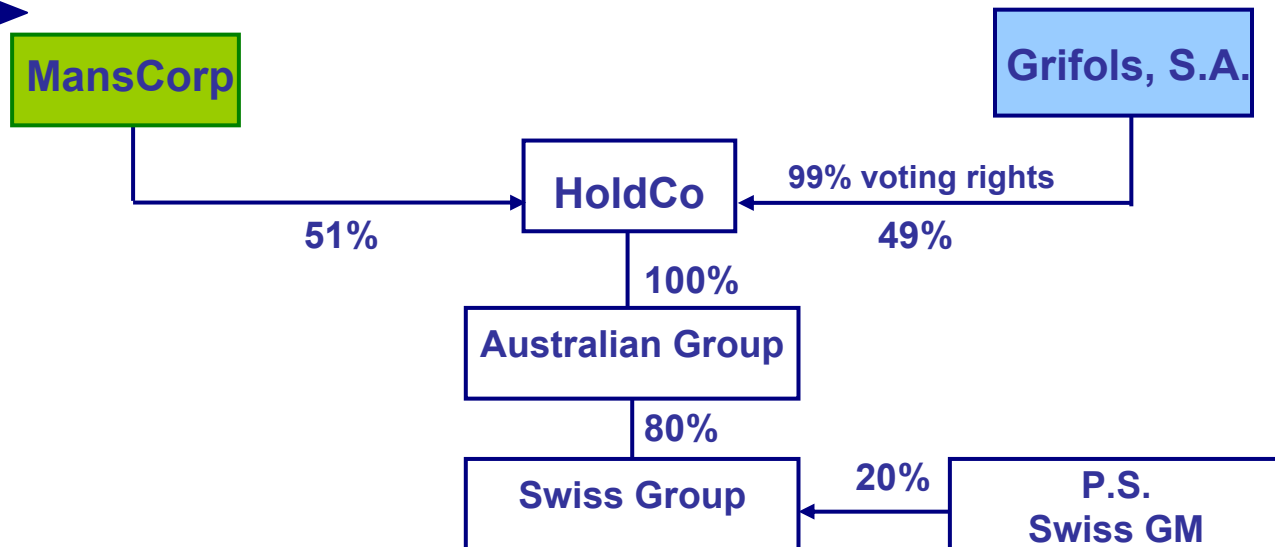 MansCorp
Grifols, S.A.
HoldCo
99% voting rights
51%
49%
100%
Australian Group
80%
Swiss Group
20%
P.S.
Swiss GM